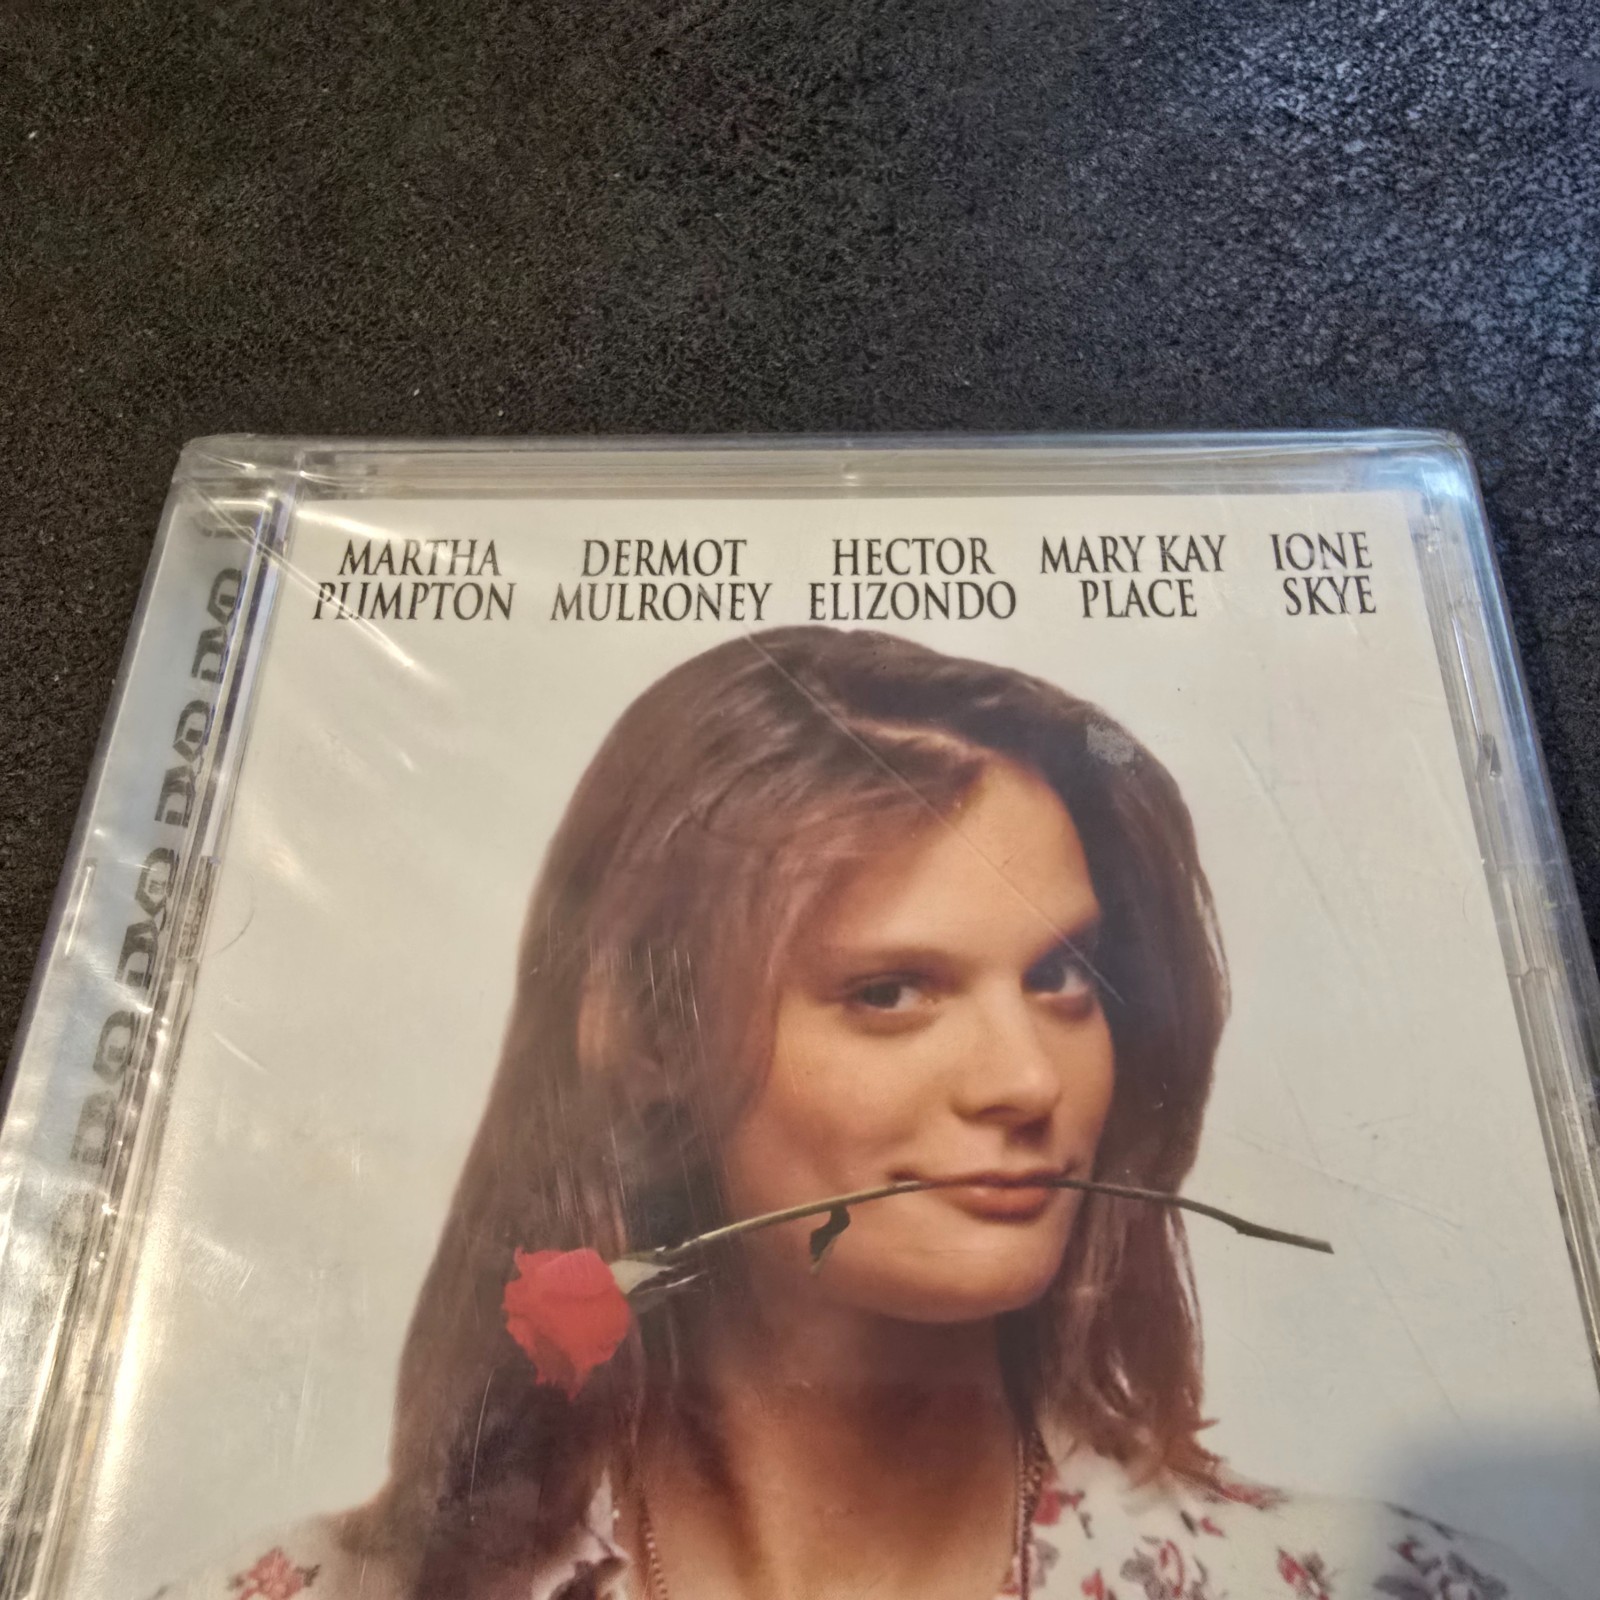 MARTHA DERMOT HECTOR MARY KAY IONE
PLIMPTON MULRONEY ELIZONDO PLACE SKYE